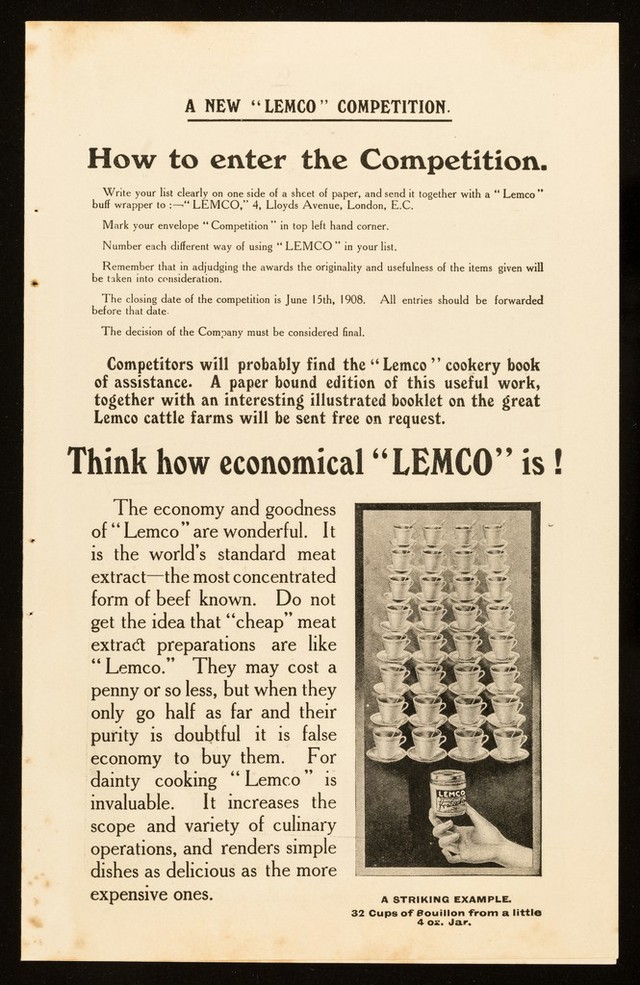 A NEW “LEMCO” COMPETITION.
How to enter the Competition.
Write your list clearly on one side of a sheet of paper, and send it together with a “Lemco”
buff wrapper to :—“LEMCO,” 4, Lloyds Avenue, London, E.C.
Mark your envelope “Competition” in top left hand corner.
Number each different way of using “LEMCO” in your list.
Remember that in adjudging the awards the originality and usefulness of the items given will
be taken into consideration.
The closing date of the competition is June 15th, 1908. All entries should be forwarded
before that date.
The decision of the Company must be considered final.
Competitors will probably find the “Lemco” cookery book
of assistance. A paper bound edition of this useful work,
together with an interesting illustrated booklet on the great
Lemco cattle farms will be sent free on request.
Think how economical “LEMCO” is !
The economy and goodness
of “Lemco” are wonderful. It
is the world's standard meat
extract—the most concentrated
form of beef known. Do not
get the idea that “cheap” meat
extract preparations are like
“Lemco.” They may cost a
penny or so less, but when they
only go half as far and their
purity is doubtful it is false
economy to buy them. For
dainty cooking “Lemco” is
invaluable. It increases the
scope and variety of culinary
operations, and renders simple
dishes as delicious as the more
expensive ones.
LEMCO
A STRIKING EXAMPLE.
32 Cups of Bouillon from a little
4 oz. Jar.